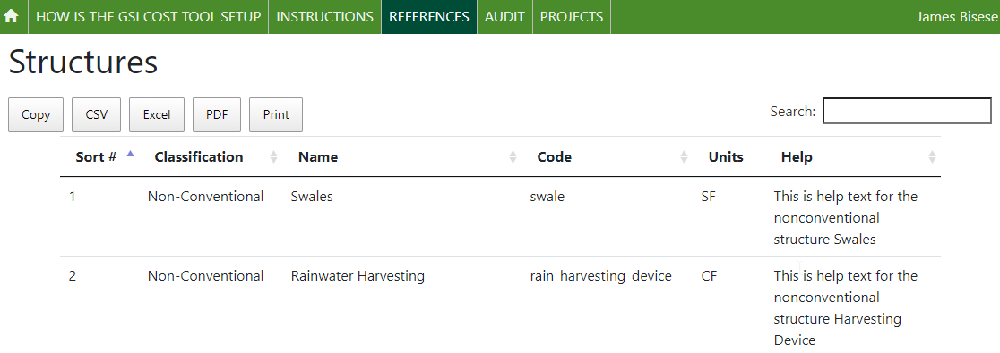 HOW IS THE GSI COST TOOL SETUP INSTRUCTIONS REFERENCES AUDIT PROJECTS James Bisese
Structures
Copy CSV Excel PDF Print Search:
Sort # Classification Name Code Units Help
1 Non-Conventional Swales swale SF This is help text for the
nonconventional
structure Swales
2 Non-Conventional Rainwater Harvesting rain_harvesting_device CF This is help text for the
nonconventional
structure Harvesting
Device